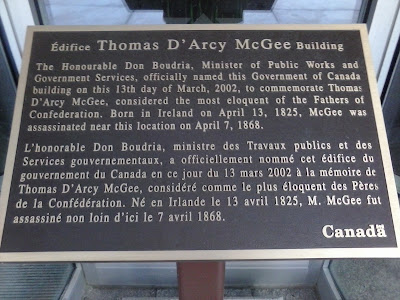 Édifice Thomas D'Arcy McGee Building
The Honourable Don Boudria, Minister of Public Works and
Government Services, officially named this Government of Canada
building on this 13th day of March, 2002, to commemorate Thomas
D'Arcy McGee, considered the most eloquent of the Fathers of
Confederation. Born in Ireland on April 13, 1825, McGee was
assassinated near this location on April 7, 1868.
L'honorable Don Boudria, ministre des Travaux publics et des
Services gouvernementaux, a officiellement nommé cet édifice du
gouvernement du Canada en ce jour du 13 mars 2002 à la mémoire de
Thomas D'Arcy McGee, considéré comme le plus éloquent des Pères
de la Confédération. Né en Irlande le 13 avril 1825, M. McGee fut
assassiné non loin d'ici le 7 avril 1868.
Canada